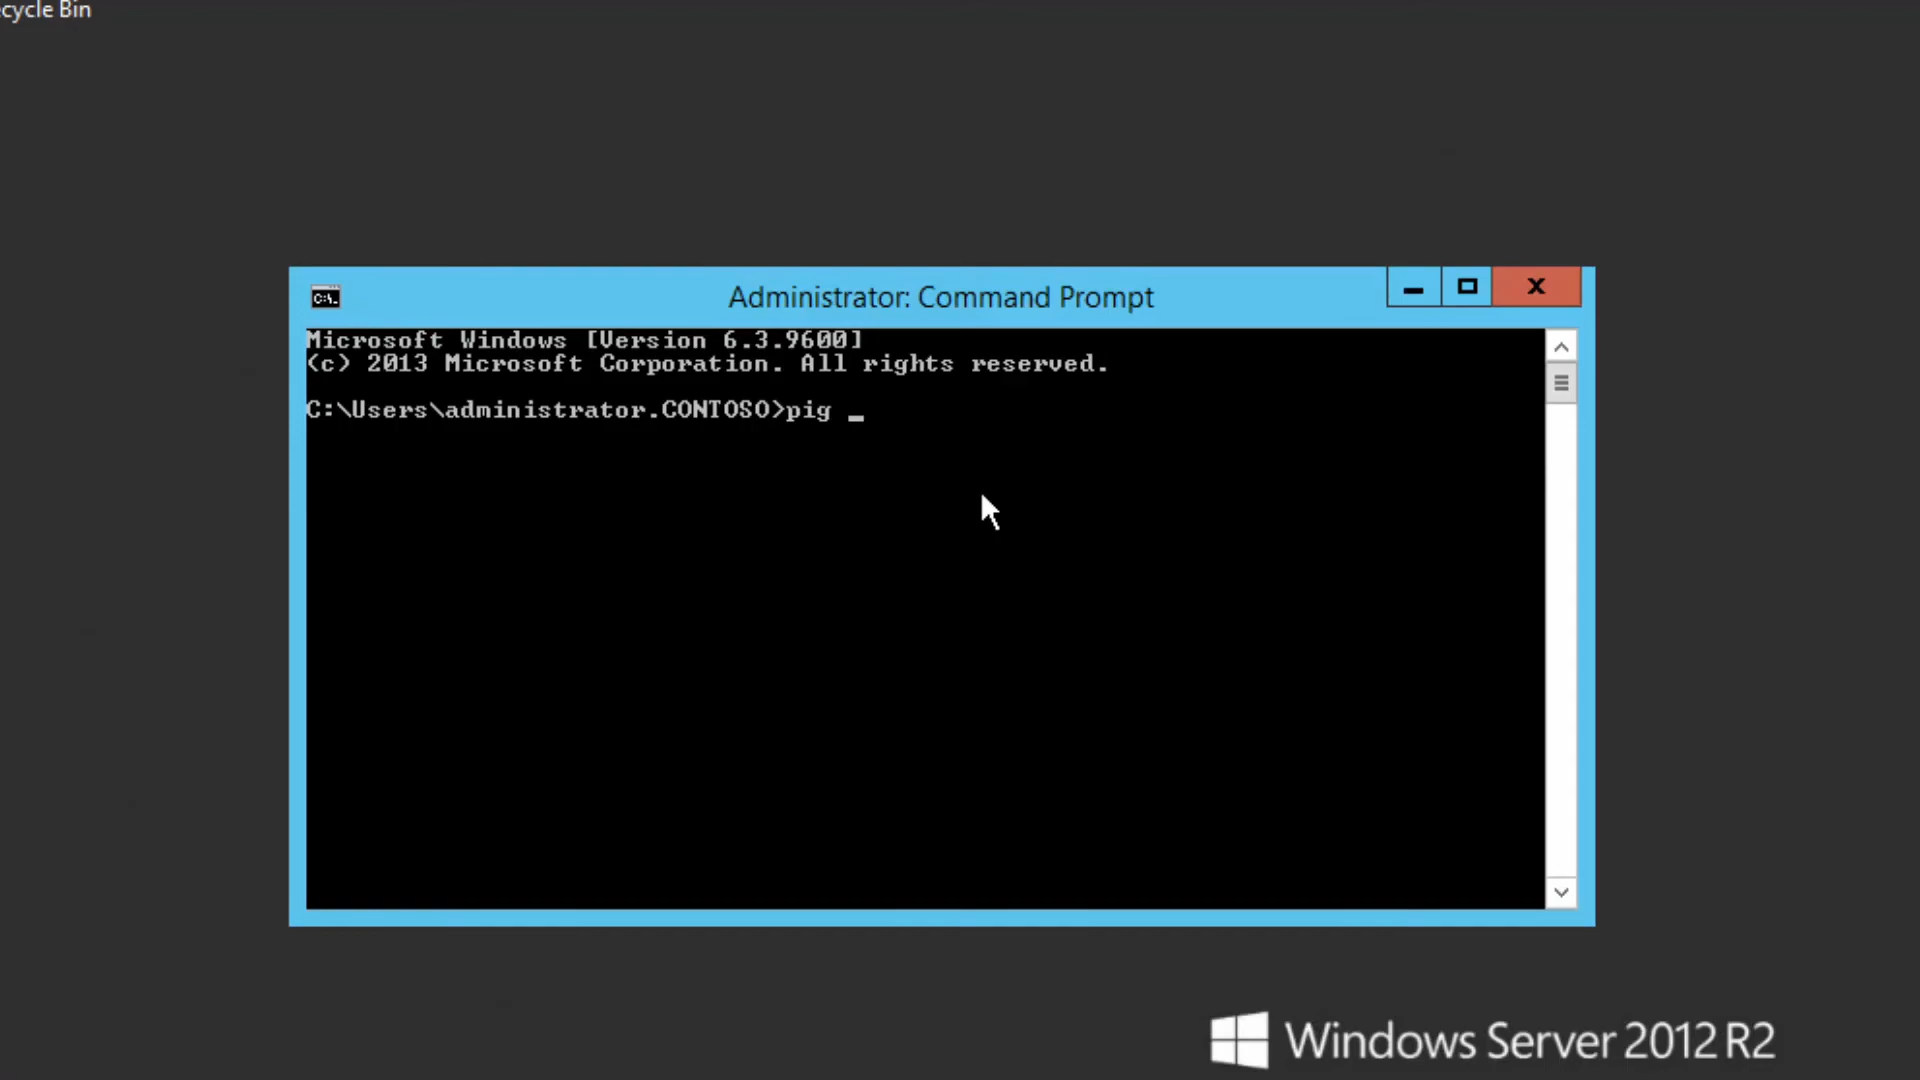 cycle Bin
Administrator: Command Prompt
Microsoft Windows [Version 6.3.9600]
(c) 2013 Microsoft Corporation. All rights reserved.
C:\Users\administrator.CONTOSO>pig _
Windows Server 2012 R2